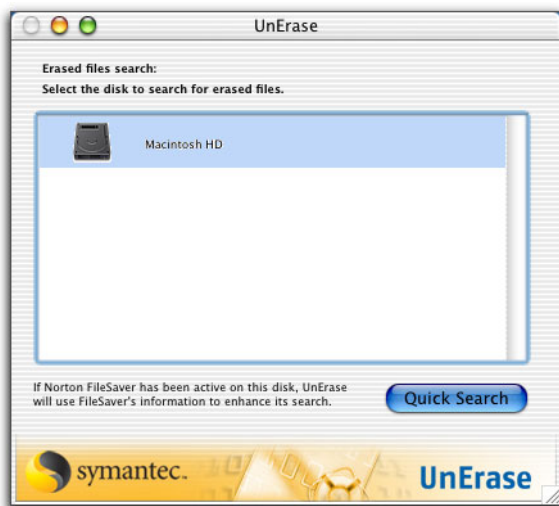 UnErase
Erased files search:
Select the disk to search for erased files.
Macintosh HD
If Norton FileSaver has been active on this disk, UnErase
will use FileSaver's information to enhance its search.
Quick Search
symantec.
UnErase